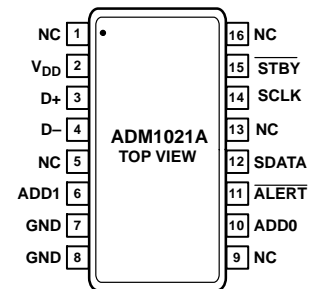 NC 1
VDD 2
D+ 3
D– 4
NC 5
ADD1 6
GND 7
GND 8
ADM1021A
TOP VIEW
16 NC
15 STBY
14 SCLK
13 NC
12 SDATA
11 ALERT
10 ADD0
9 NC